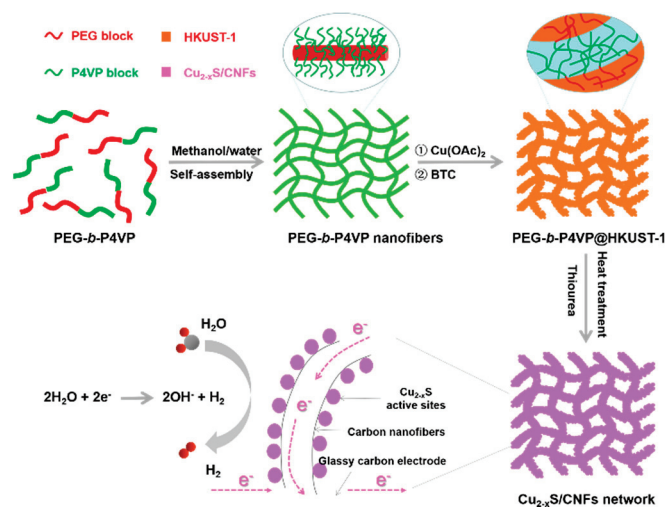 PEG block
HKUST-1
P4VP block
Cu₂₋ₓS/CNFs
Methanol/water
Self-assembly
① Cu(OAc)₂
② BTC
PEG-b-P4VP
PEG-b-P4VP nanofibers
PEG-b-P4VP@HKUST-1
Heat treatment
Thiourea
H₂O
e⁻
2H₂O + 2e⁻
2OH⁻ + H₂
e⁻
Cu₂₋ₓS
active sites
Carbon nanofibers
Glassy carbon electrode
H₂
e⁻
e⁻
Cu₂₋ₓS/CNFs network